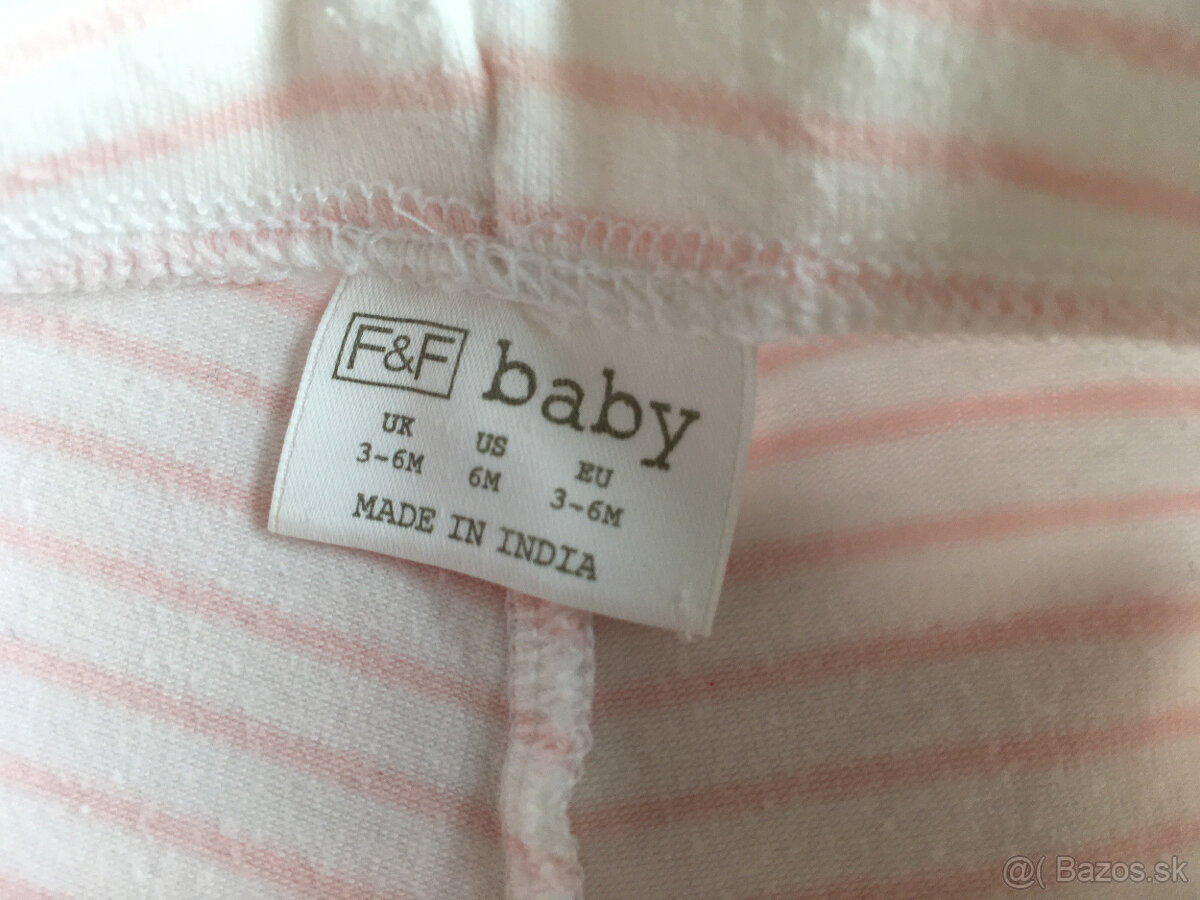 F&F baby
UK US EU
3-6M 6M 3-6M
MADE IN INDIA
@( Bazos.sk